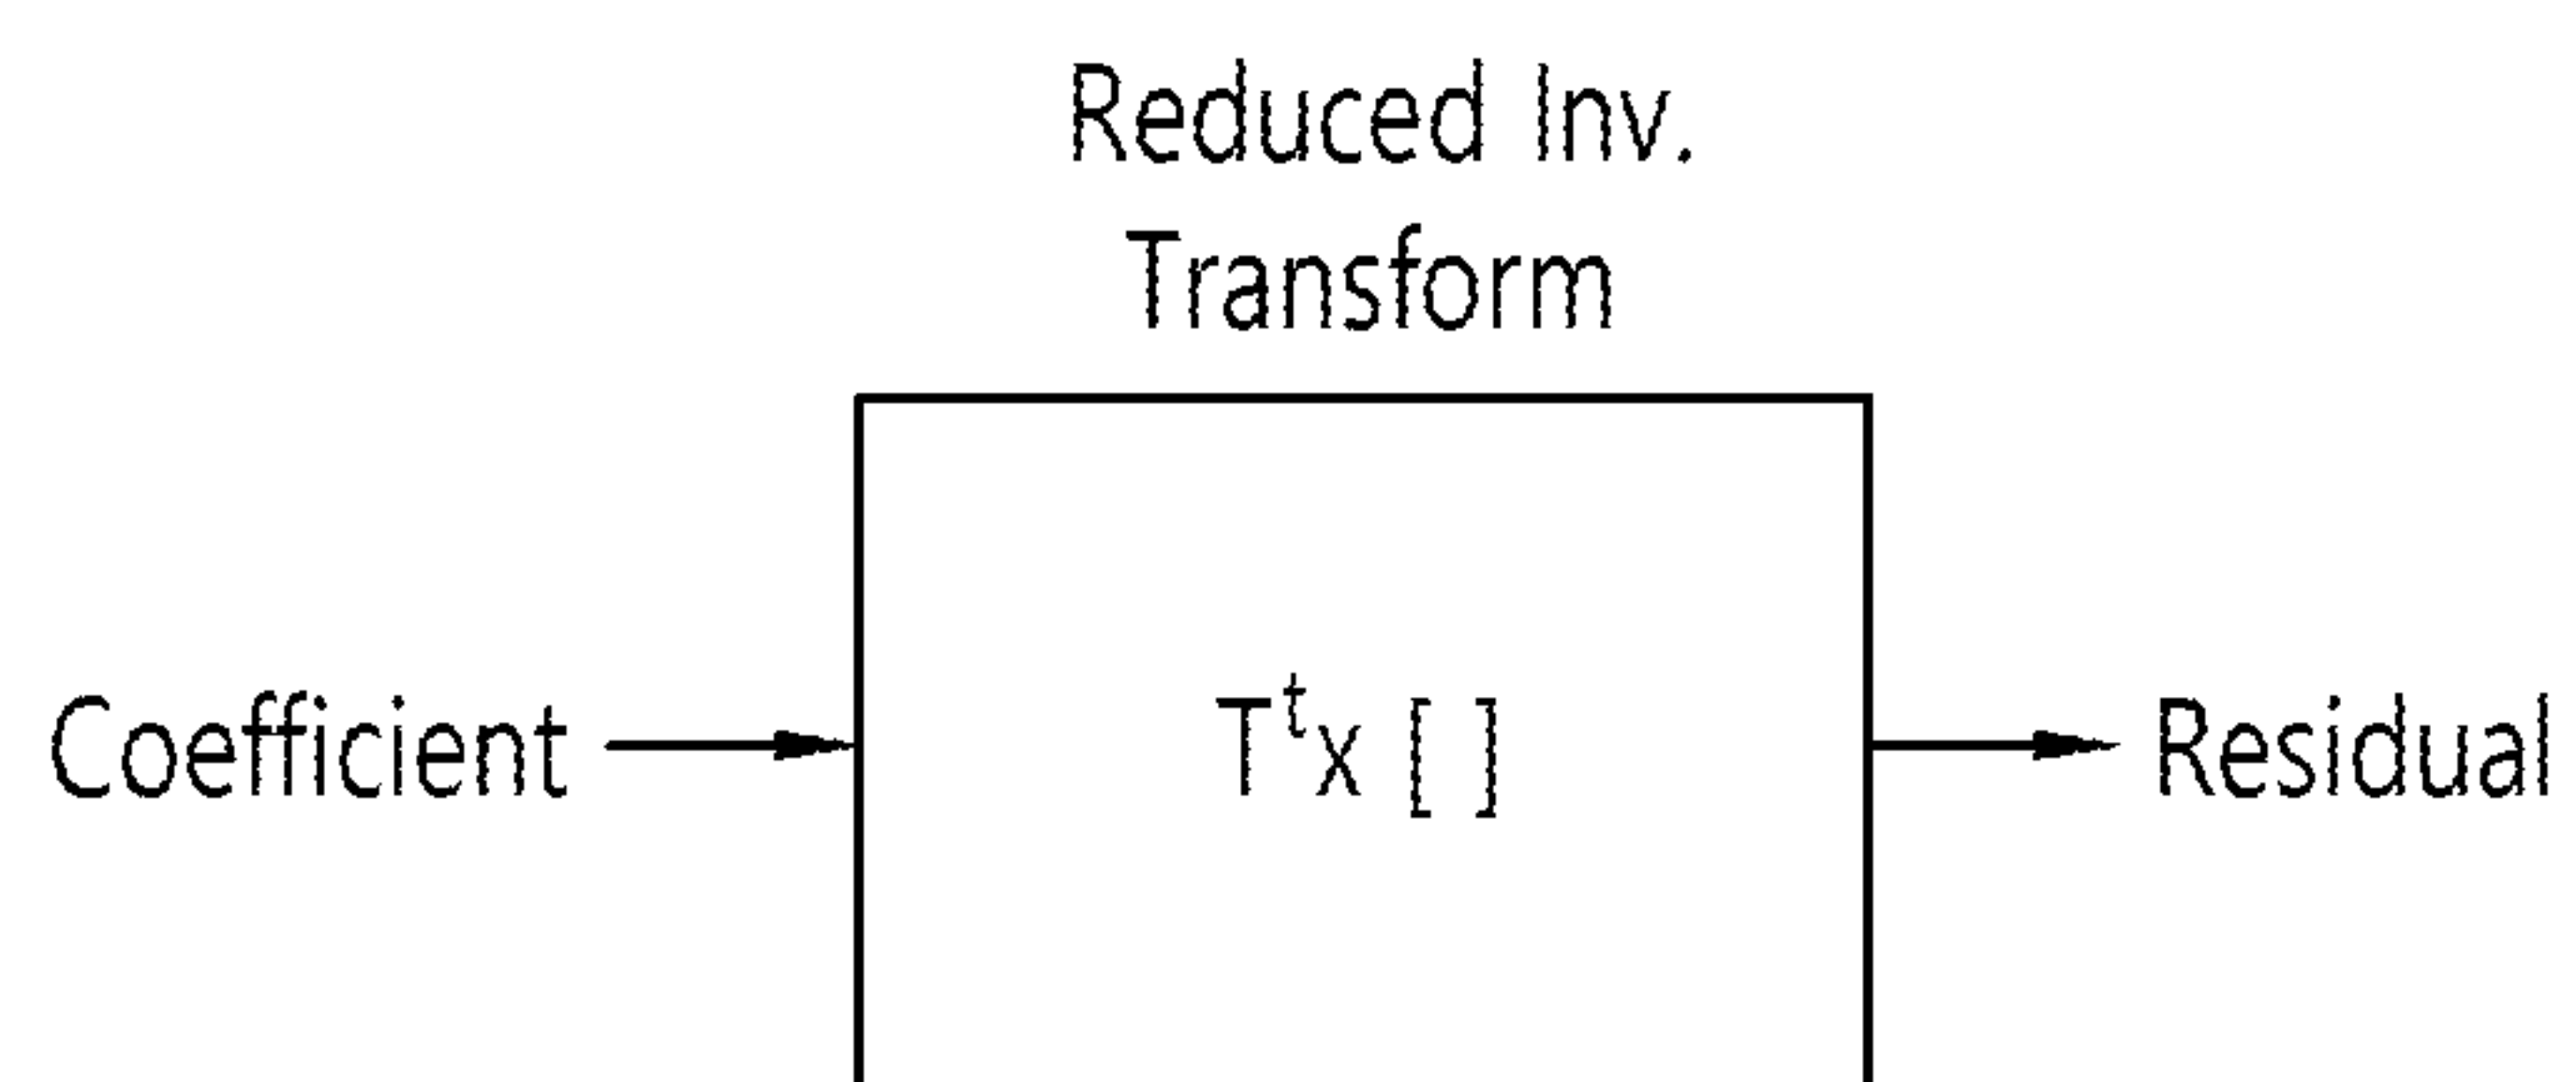 Reduced Inv.
Transform
Coefficient
Tᵗx [ ]
Residual